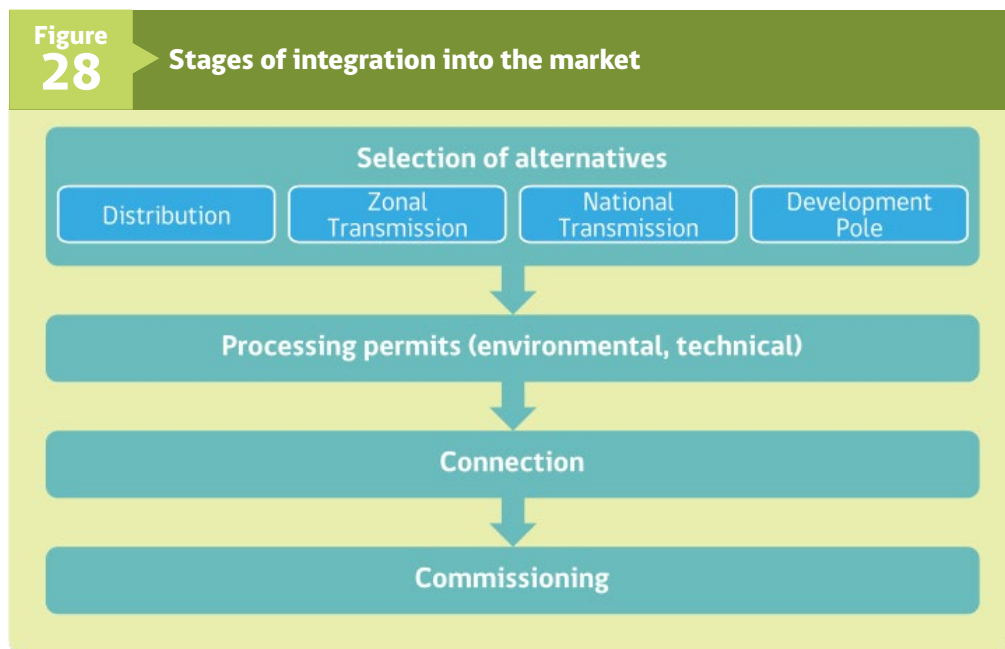 Figure
28
Stages of integration into the market
Selection of alternatives
Distribution
Zonal
Transmission
National
Transmission
Development
Pole
Processing permits (environmental, technical)
Connection
Commissioning